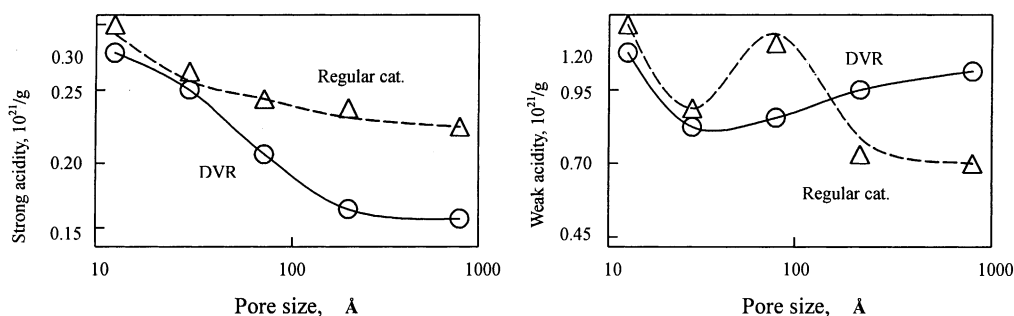 Strong acidity, 10²¹/g
0.30
0.25
0.20
0.15
Regular cat.
DVR
10
100
1000
Pore size, Å
Weak acidity, 10²¹/g
1.20
0.95
0.70
0.45
DVR
Regular cat.
10
100
1000
Pore size, Å